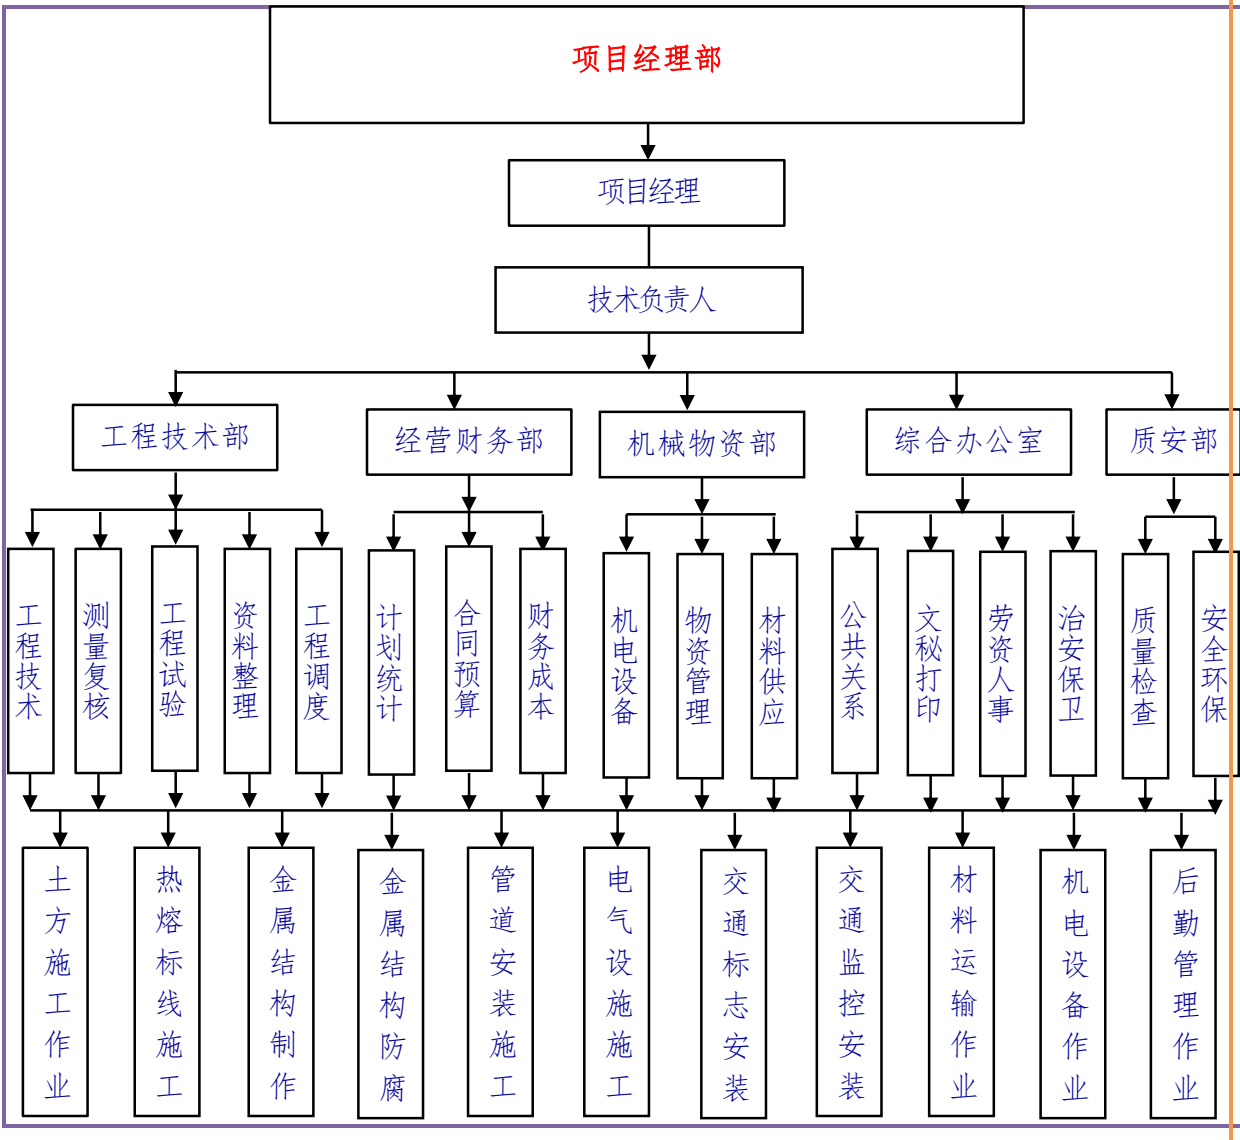 项目经理部
项目经理
技术负责人
工程技术部
经营财务部
机械物资部
综合办公室
质安部
工程技术
测量复核
工程试验
资料整理
工程调度
计划统计
合同预算
财务成本
机电设备
物资管理
材料供应
公共关系
文秘打印
劳资人事
治安保卫
质量检查
安全环保
土方施工作业
热熔标线施工
金属结构制作
金属结构防腐
管道安装施工
电气设施施工
交通标志安装
交通监控安装
材料运输作业
机电设备作业
后勤管理作业